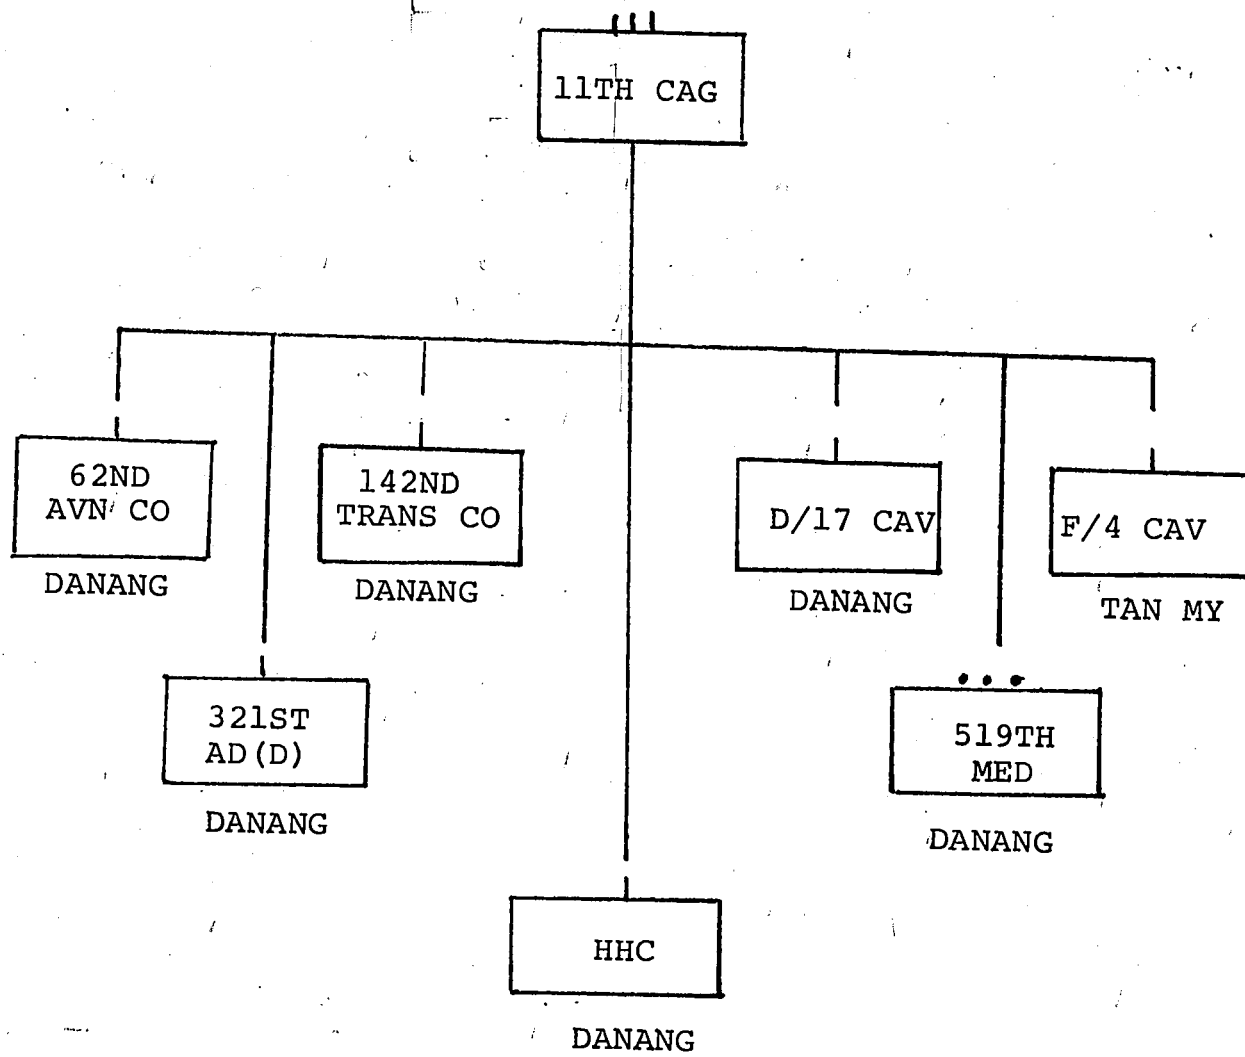 11TH CAG
62ND
AVN CO
DANANG
142ND
TRANS CO
DANANG
D/17 CAV
DANANG
F/4 CAV
TAN MY
321ST
AD(D)
DANANG
519TH
MED
DANANG
HHC
DANANG